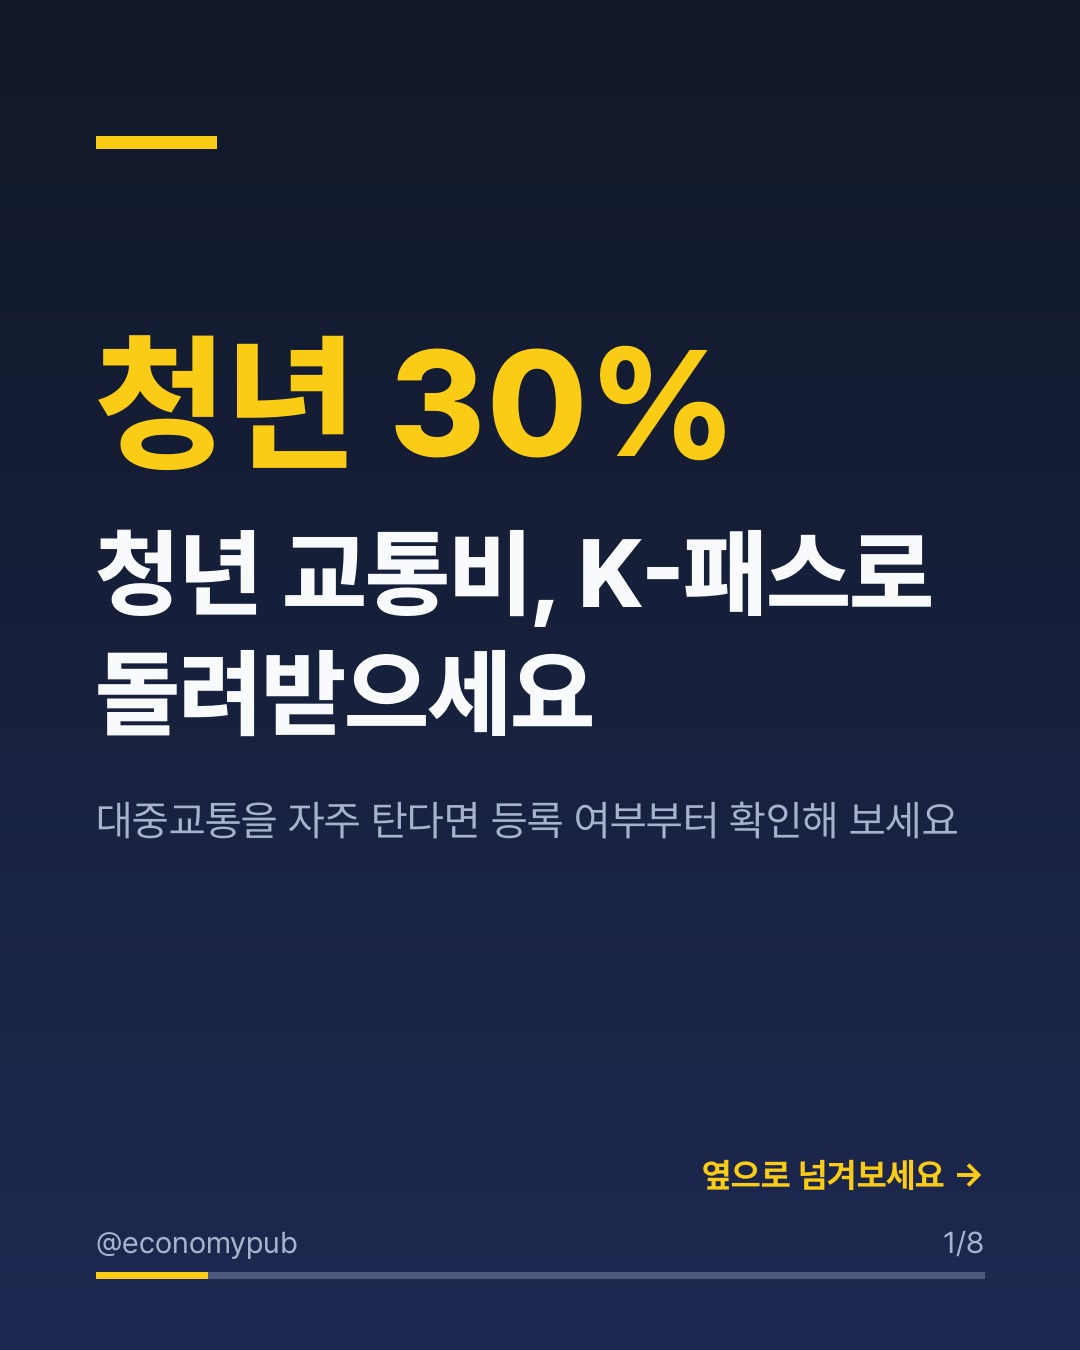 청년 30%
청년 교통비, K-패스로
돌려받으세요
대중교통을 자주 탄다면 등록 여부부터 확인해 보세요
옆으로 넘겨보세요 →
@economypub
1/8